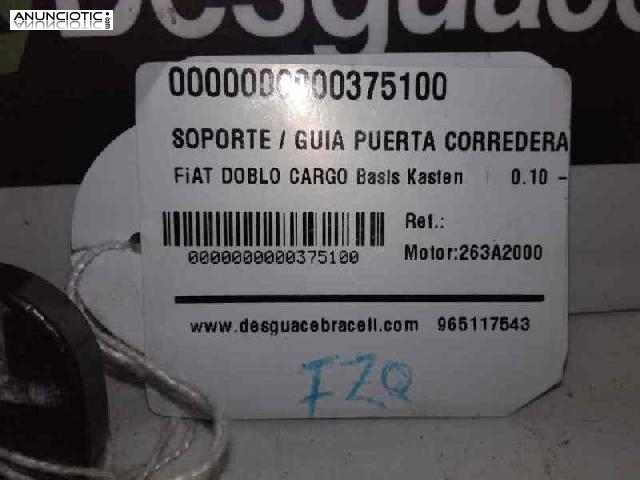 ANUNCIOTIC
Desguace
0000000000375100
SOPORTE / GUIA PUERTA CORREDERA
FiAT DOBLO CARGO Basis Kasten | 0.10 -
Ref.:
0000000000375100
Motor:263A2000
www.desguacebraceli.com 965117543
IZQ